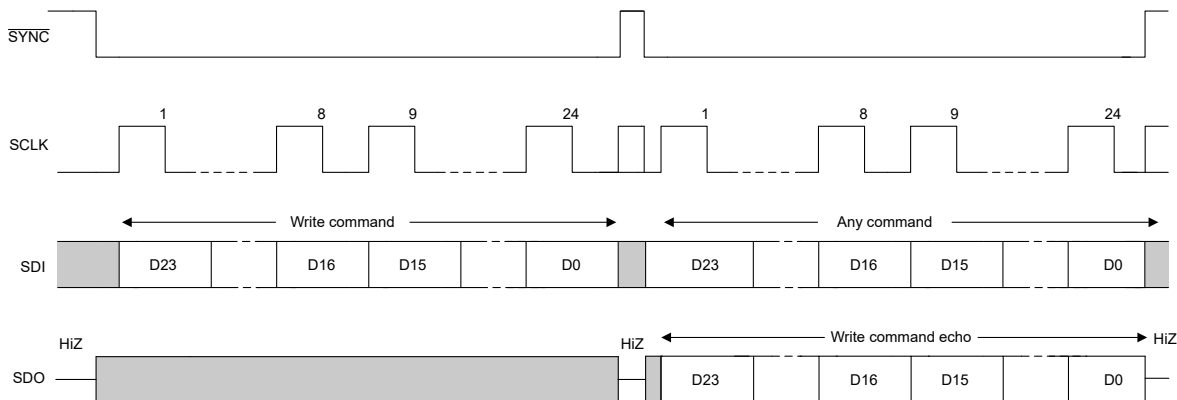 SYNC
1 8 9 24 1 8 9 24
SCLK
Write command Any command
SDI D23 D16 D15 D0 D23 D16 D15 D0
HiZ HiZ Write command echo HiZ
SDO D23 D16 D15 D0